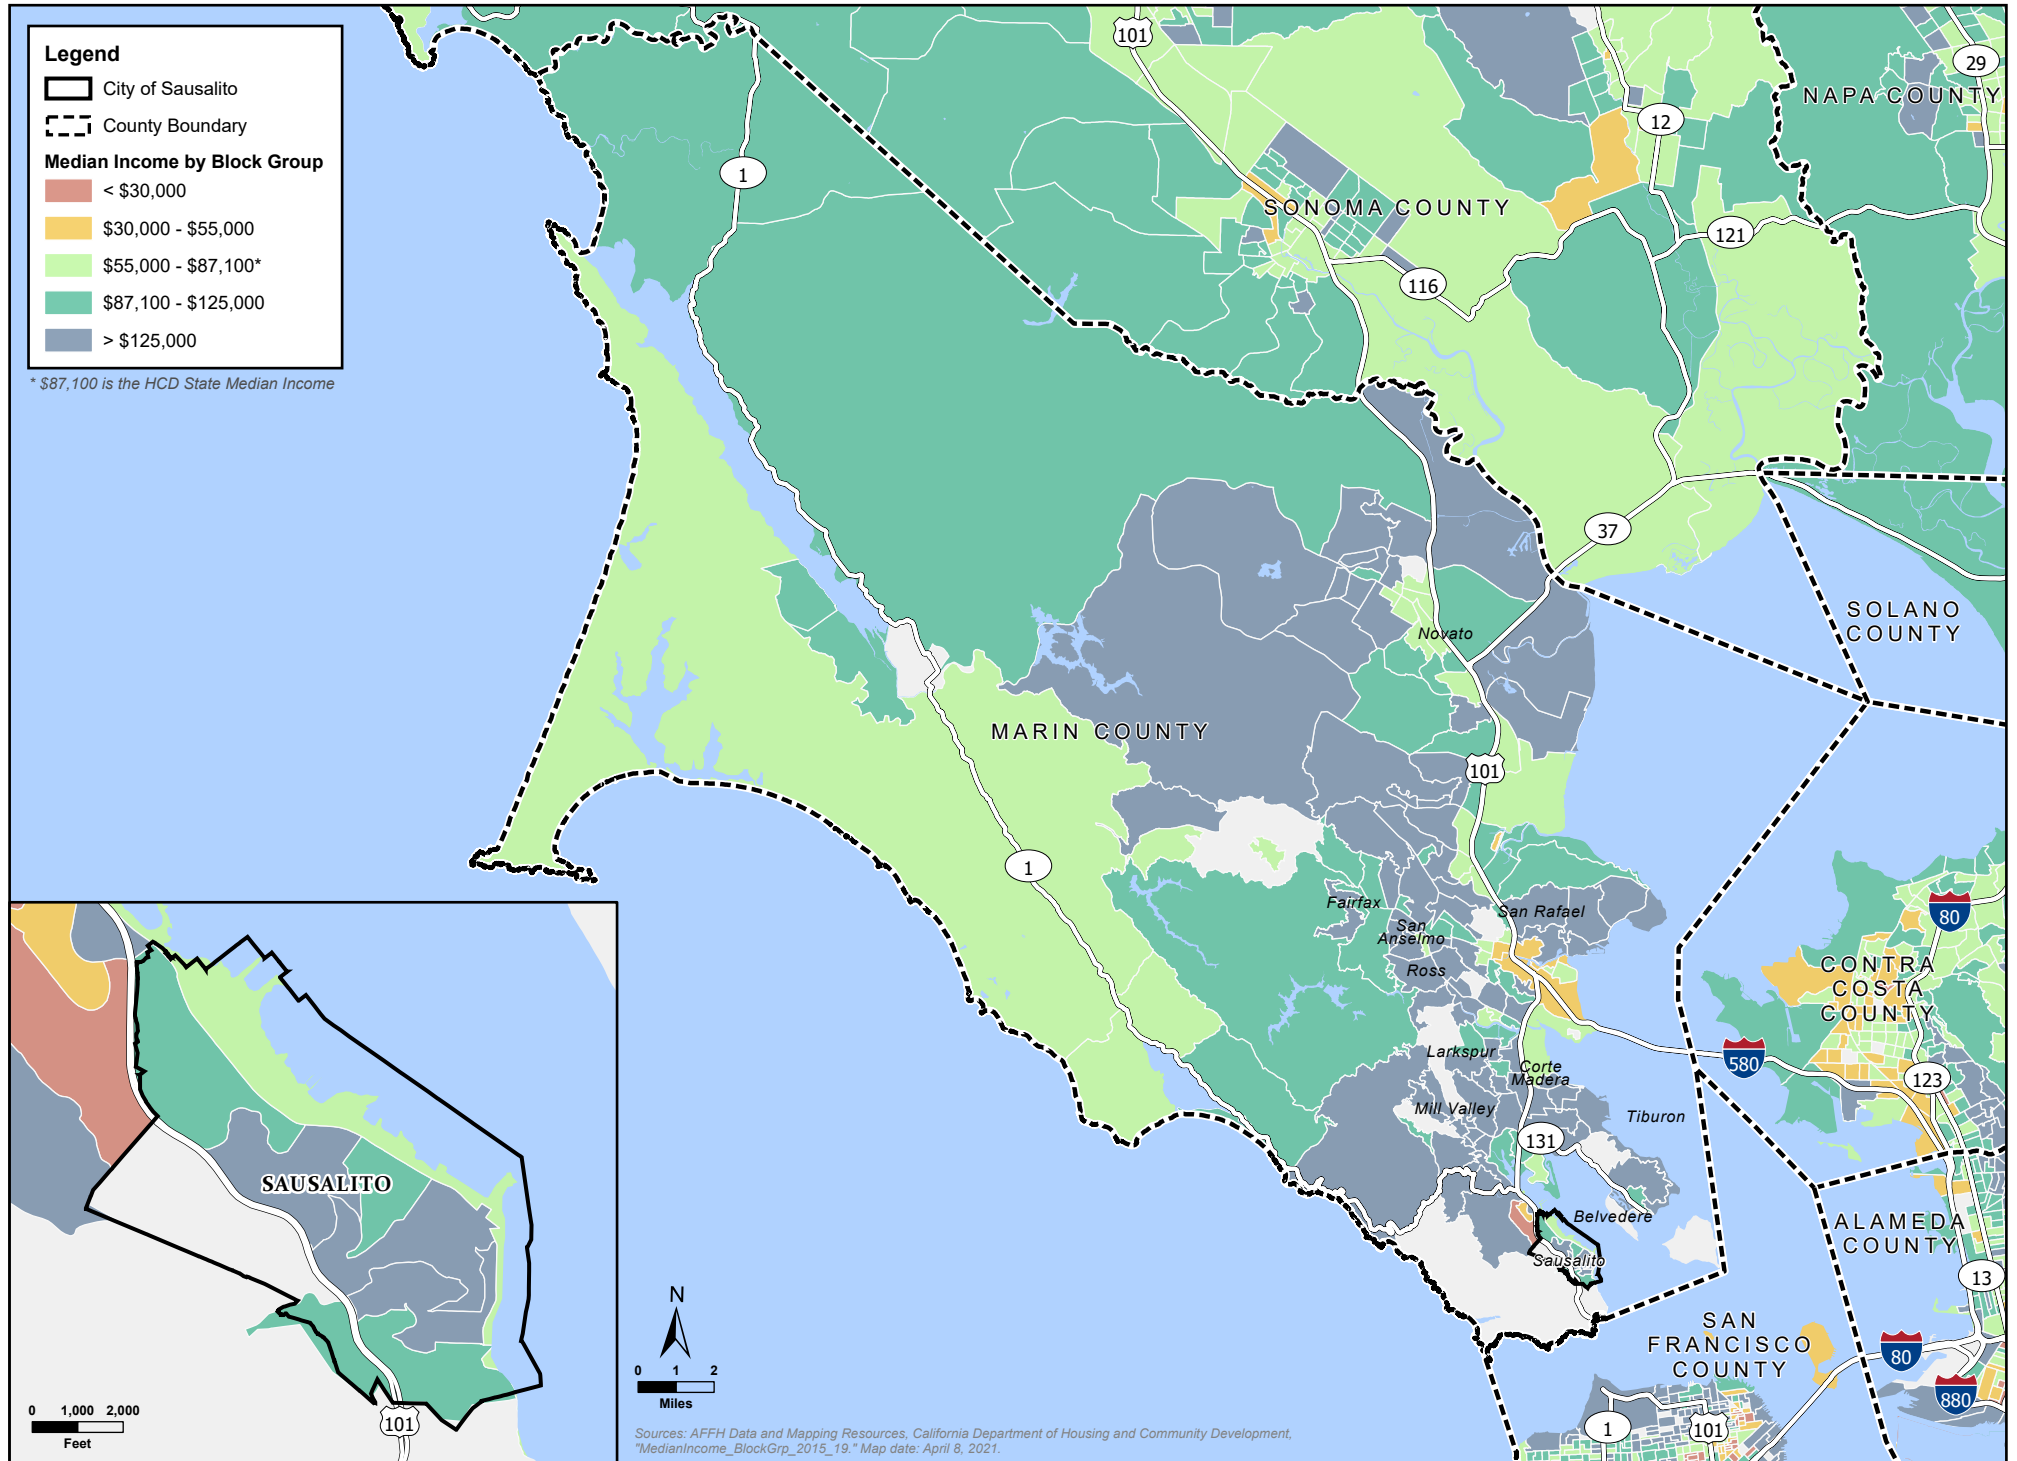 Legend
City of Sausalito
County Boundary
Median Income by Block Group
< $30,000
$30,000 - $55,000
$55,000 - $87,100*
$87,100 - $125,000
> $125,000
* $87,100 is the HCD State Median Income
101
29
NAPA COUNTY
12
1
SONOMA COUNTY
121
116
37
SOLANO
COUNTY
Novato
MARIN COUNTY
101
1
Fairfax
San Rafael
San
Anselmo
Ross
80
CONTRA
COSTA
COUNTY
Larkspur
Corte
Madera
580
123
Mill Valley
Tiburon
131
SAUSALITO
Belvedere
ALAMEDA
COUNTY
Sausalito
13
N
SAN
FRANCISCO
COUNTY
80
0 1 2
Miles
880
0 1,000 2,000
Feet
101
1
101
Sources: AFFH Data and Mapping Resources, California Department of Housing and Community Development,
"MedianIncome_BlockGrp_2015_19." Map date: April 8, 2021.